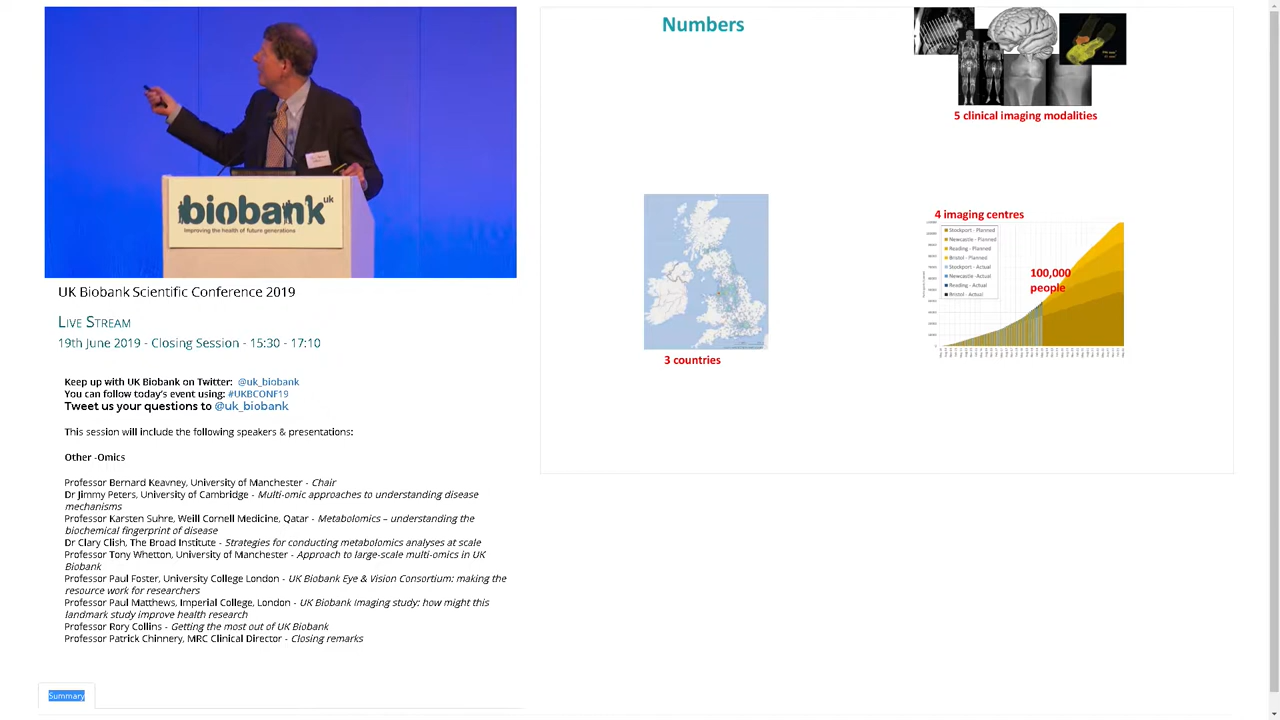 biobank uk
Improving the health of future generations
UK Biobank Scientific Conference 2019
LIVE STREAM
19th June 2019 - Closing Session - 15:30 - 17:10
Keep up with UK Biobank on Twitter: @uk_biobank
You can follow today's event using: #UKBCONF19
Tweet us your questions to @uk_biobank
This session will include the following speakers & presentations:
Other -Omics
Professor Bernard Keavney, University of Manchester - Chair
Dr Jimmy Peters, University of Cambridge - Multi-omic approaches to understanding disease
mechanisms
Professor Karsten Suhre, Weill Cornell Medicine, Qatar - Metabolomics – understanding the
biochemical fingerprint of disease
Dr Clary Clish, The Broad Institute - Strategies for conducting metabolomics analyses at scale
Professor Tony Whetton, University of Manchester - Approach to large-scale multi-omics in UK
Biobank
Professor Paul Foster, University College London - UK Biobank Eye & Vision Consortium: making the
resource work for researchers
Professor Paul Matthews, Imperial College, London - UK Biobank Imaging study: how might this
landmark study improve health research
Professor Rory Collins - Getting the most out of UK Biobank
Professor Patrick Chinnery, MRC Clinical Director - Closing remarks
Summary
Numbers
5 clinical imaging modalities
3 countries
4 imaging centres
Stockport - Planned
Newcastle - Planned
Reading - Planned
Bristol - Planned
Stockport - Actual
Newcastle -Actual
Reading - Actual
Bristol - Actual
100,000
people